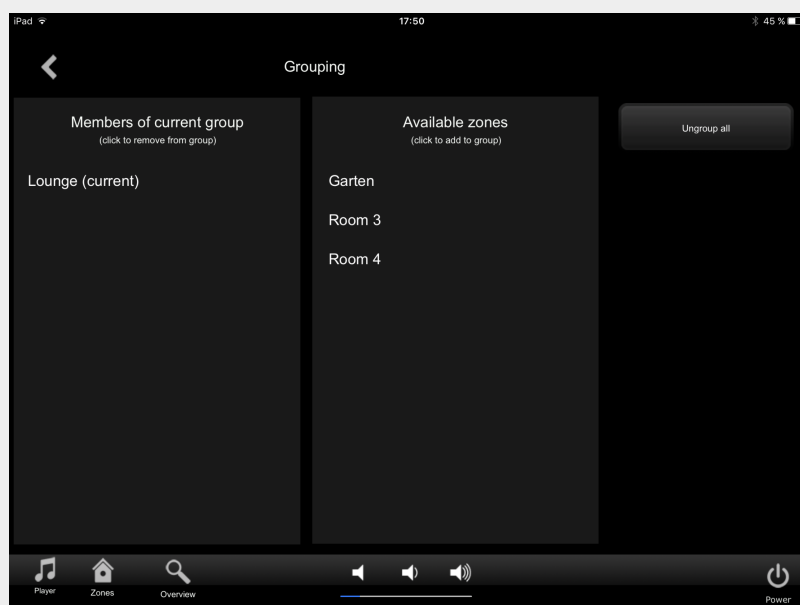 iPad 17:50 45 %
Grouping
Members of current group
(click to remove from group)
Lounge (current)
Available zones
(click to add to group)
Garten
Room 3
Room 4
Ungroup all
Player Zones Overview Power